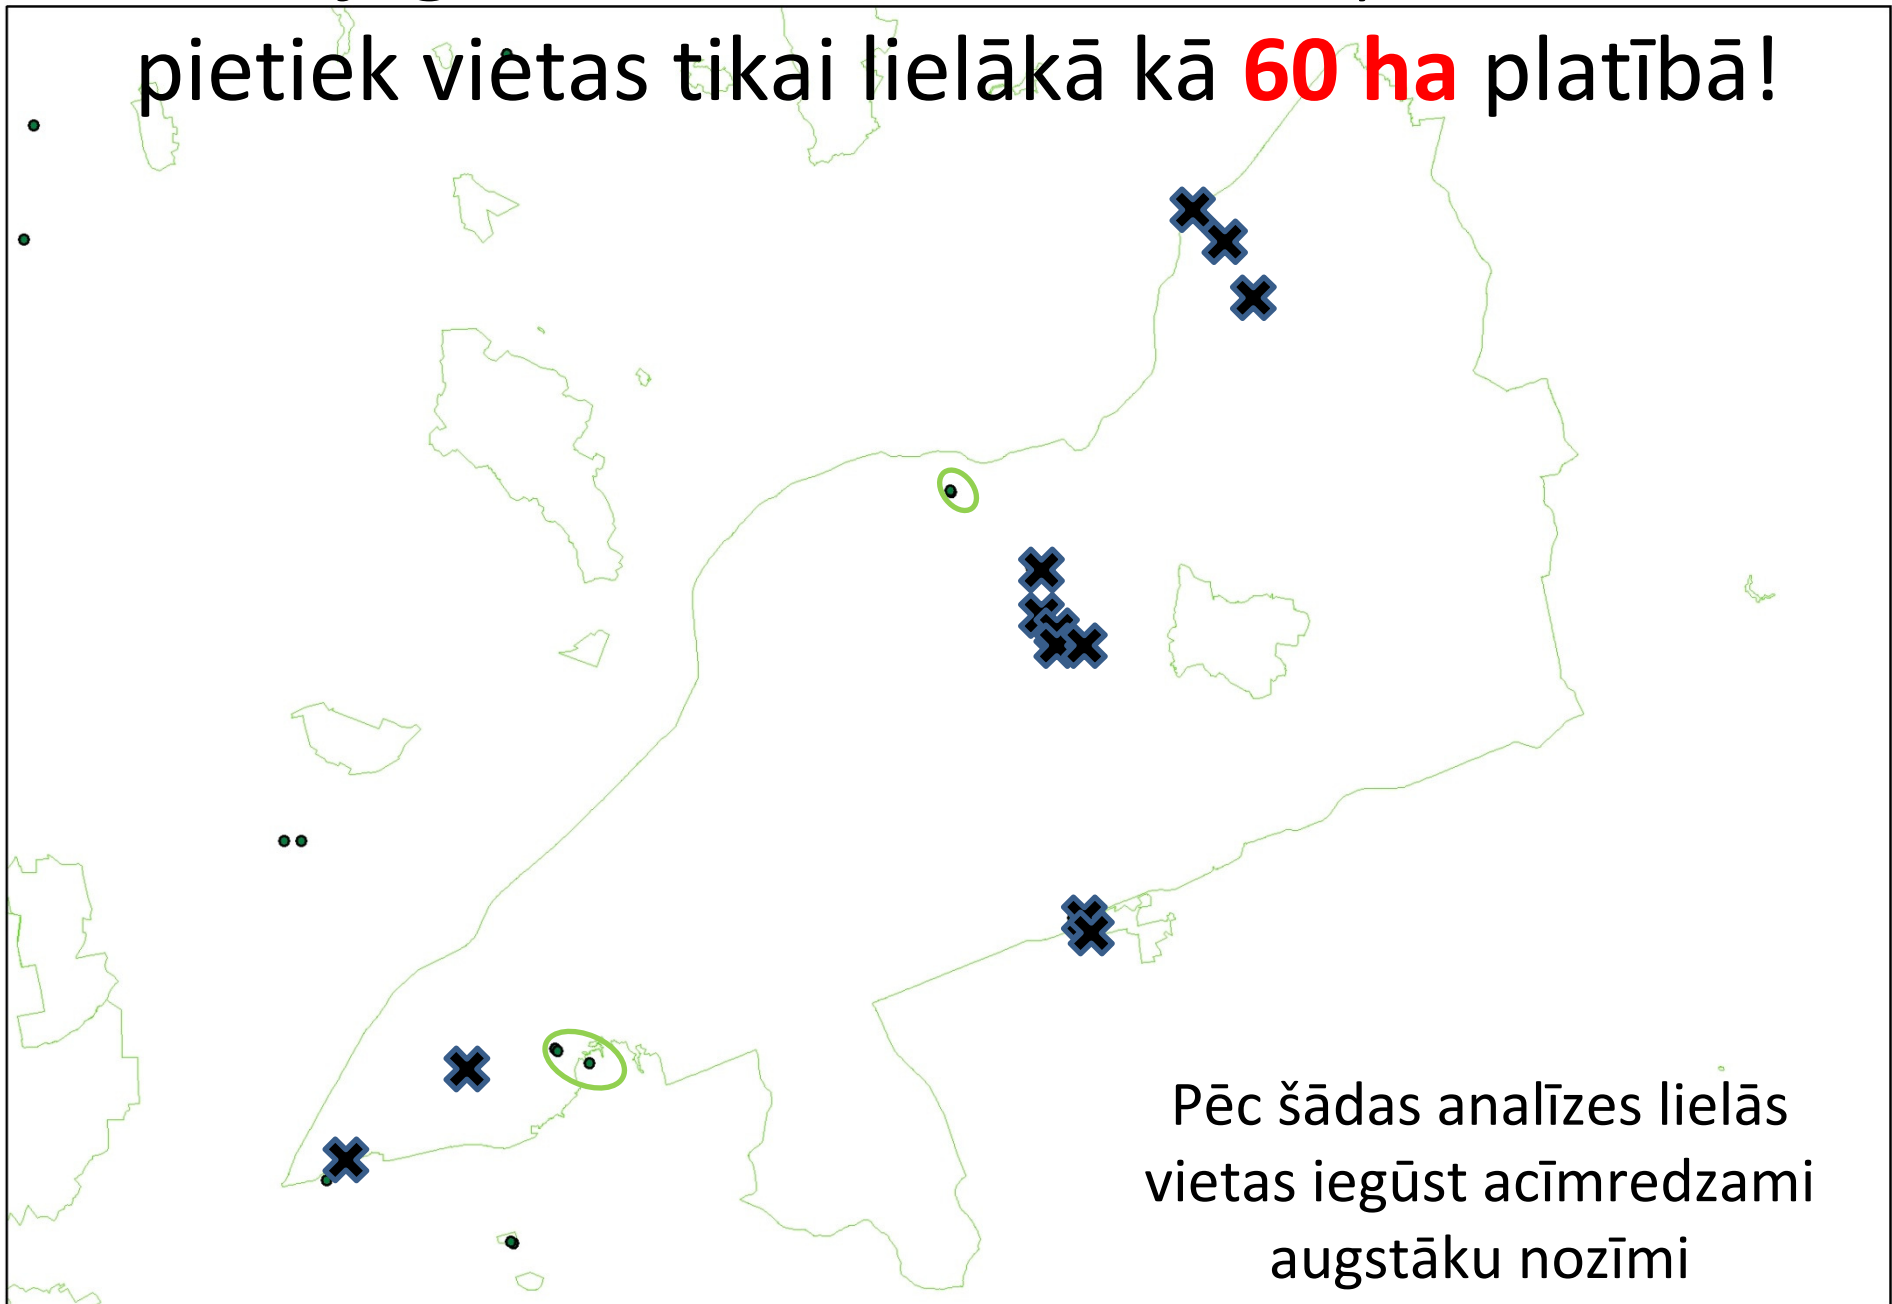 pietiek vietas tikai lielākā kā 60 ha platībā!
Pēc šādas analīzes lielās
vietas iegūst acīmredzami
augstāku nozīmi